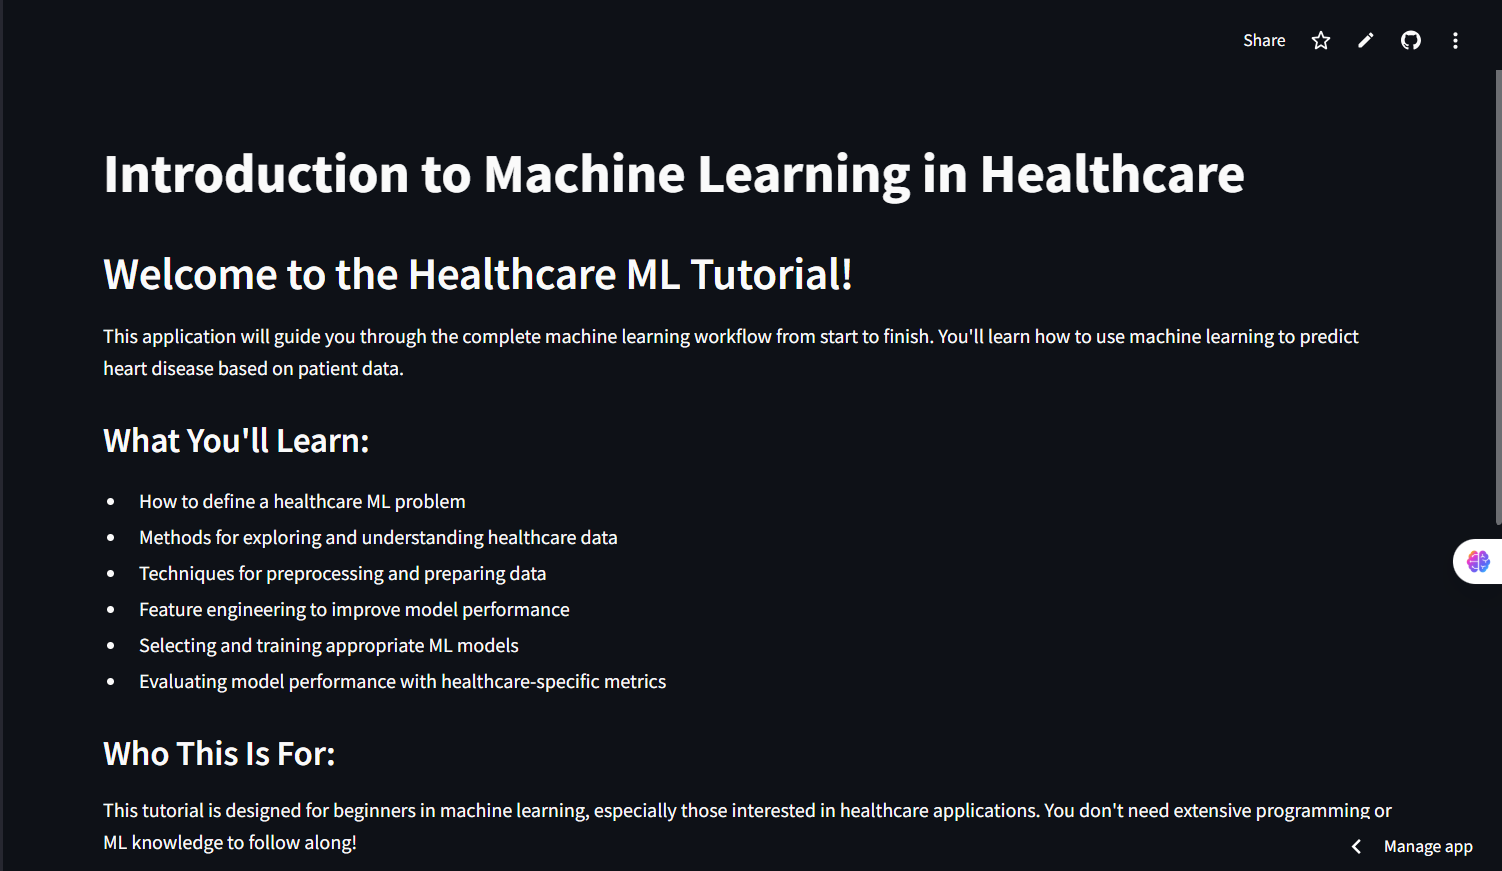 Share
Introduction to Machine Learning in Healthcare
Welcome to the Healthcare ML Tutorial!
This application will guide you through the complete machine learning workflow from start to finish. You'll learn how to use machine learning to predict
heart disease based on patient data.
What You'll Learn:
How to define a healthcare ML problem
Methods for exploring and understanding healthcare data
Techniques for preprocessing and preparing data
Feature engineering to improve model performance
Selecting and training appropriate ML models
Evaluating model performance with healthcare-specific metrics
Who This Is For:
This tutorial is designed for beginners in machine learning, especially those interested in healthcare applications. You don't need extensive programming or
ML knowledge to follow along!
Manage app